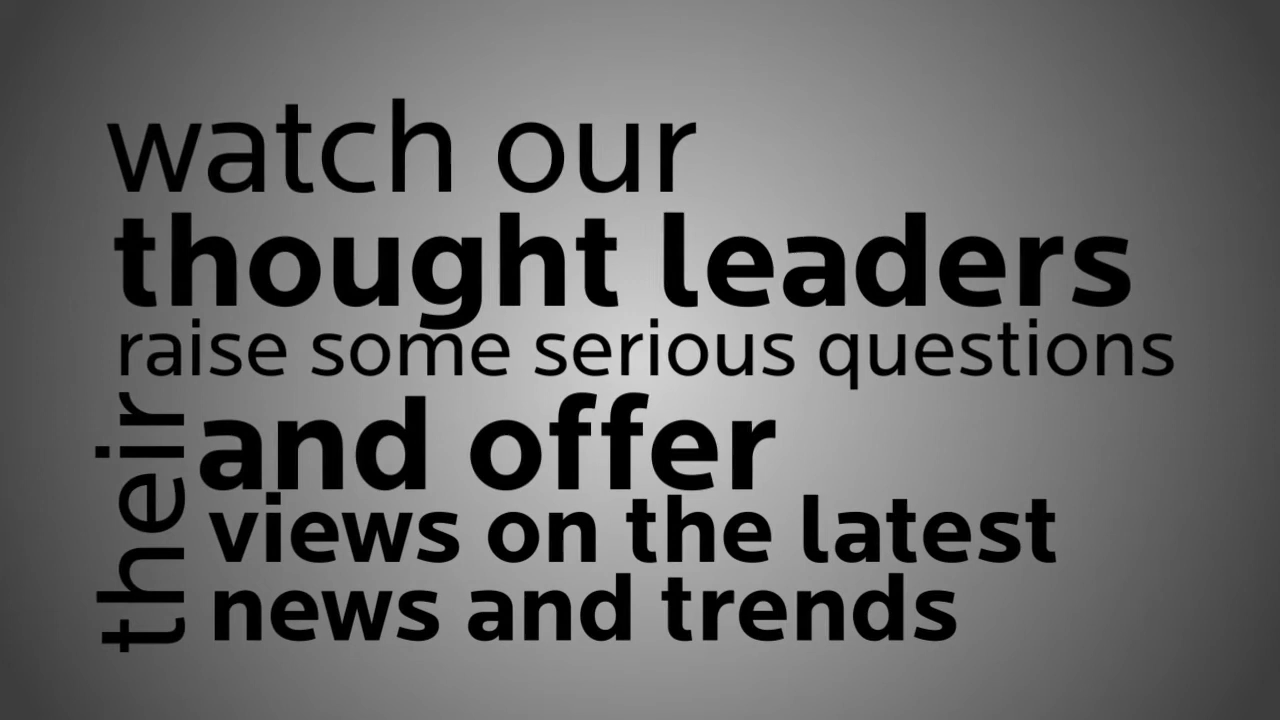 watch our
thought leaders
raise some serious questions
and offer
their
views on the latest
news and trends